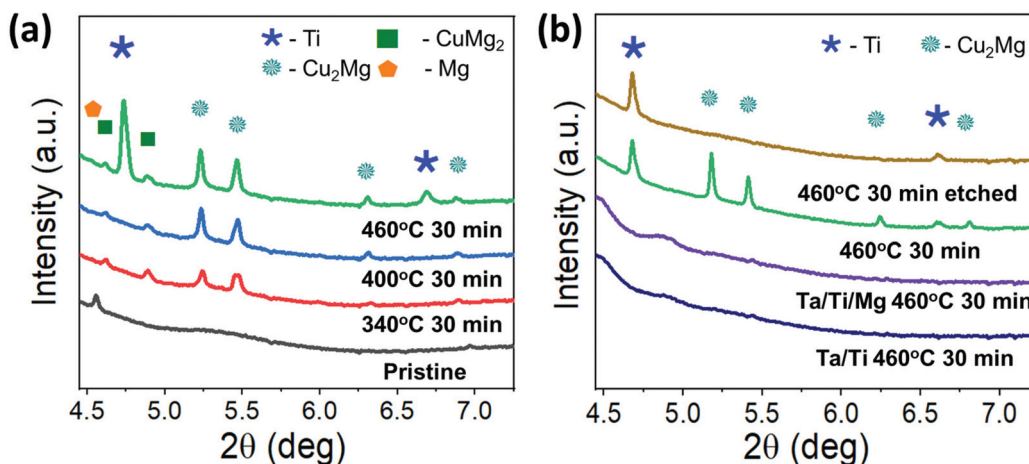 (a)
- Ti
- CuMg₂
- Cu₂Mg
- Mg
Intensity (a.u.)
460°C 30 min
400°C 30 min
340°C 30 min
Pristine
4.5 5.0 5.5 6.0 6.5 7.0
2θ (deg)
(b)
- Ti
- Cu₂Mg
Intensity (a.u.)
460°C 30 min etched
460°C 30 min
Ta/Ti/Mg 460°C 30 min
Ta/Ti 460°C 30 min
4.5 5.0 5.5 6.0 6.5 7.0
2θ (deg)